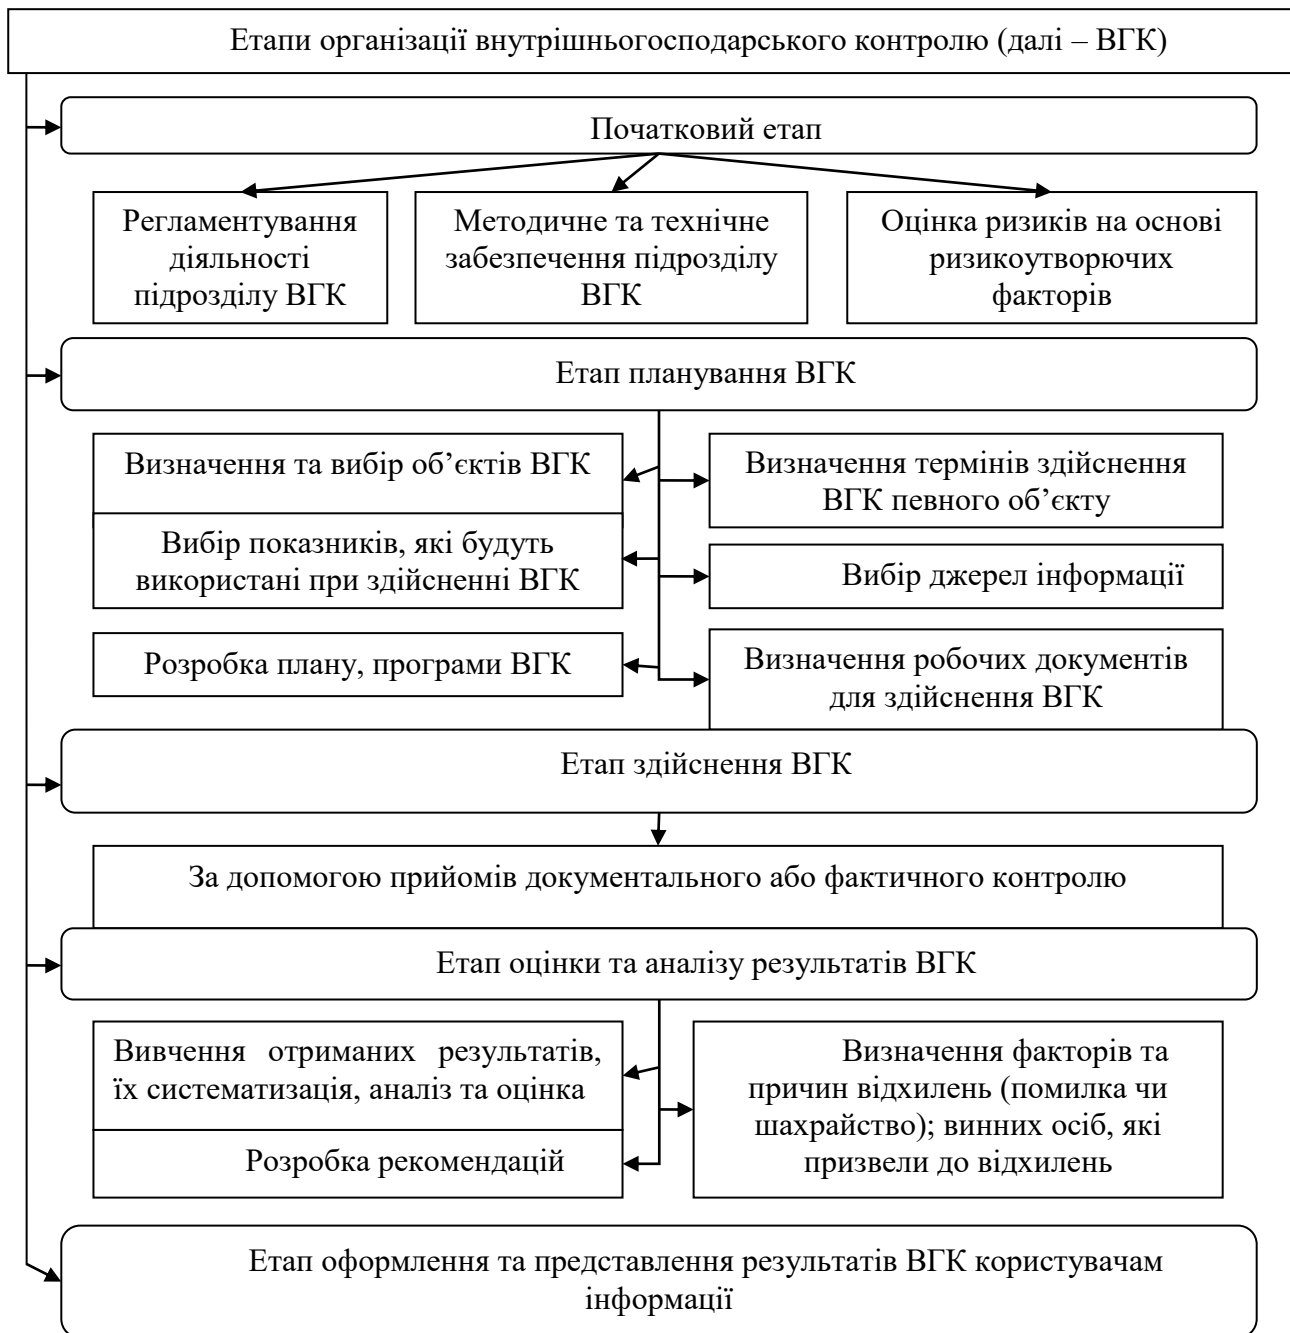 Етапи організації внутрішньогосподарського контролю (далі – ВГК)
Початковий етап
Регламентування
діяльності
підрозділу ВГК
Методичне та технічне
забезпечення підрозділу
ВГК
Оцінка ризиків на основі
ризикоутворюючих
факторів
Етап планування ВГК
Визначення та вибір об’єктів ВГК
Визначення термінів здійснення
ВГК певного об’єкту
Вибір показників, які будуть
використані при здійсненні ВГК
Вибір джерел інформації
Розробка плану, програми ВГК
Визначення робочих документів
для здійснення ВГК
Етап здійснення ВГК
За допомогою прийомів документального або фактичного контролю
Етап оцінки та аналізу результатів ВГК
Вивчення отриманих результатів,
їх систематизація, аналіз та оцінка
Визначення факторів та
причин відхилень (помилка чи
шахрайство); винних осіб, які
призвели до відхилень
Розробка рекомендацій
Етап оформлення та представлення результатів ВГК користувачам
інформації